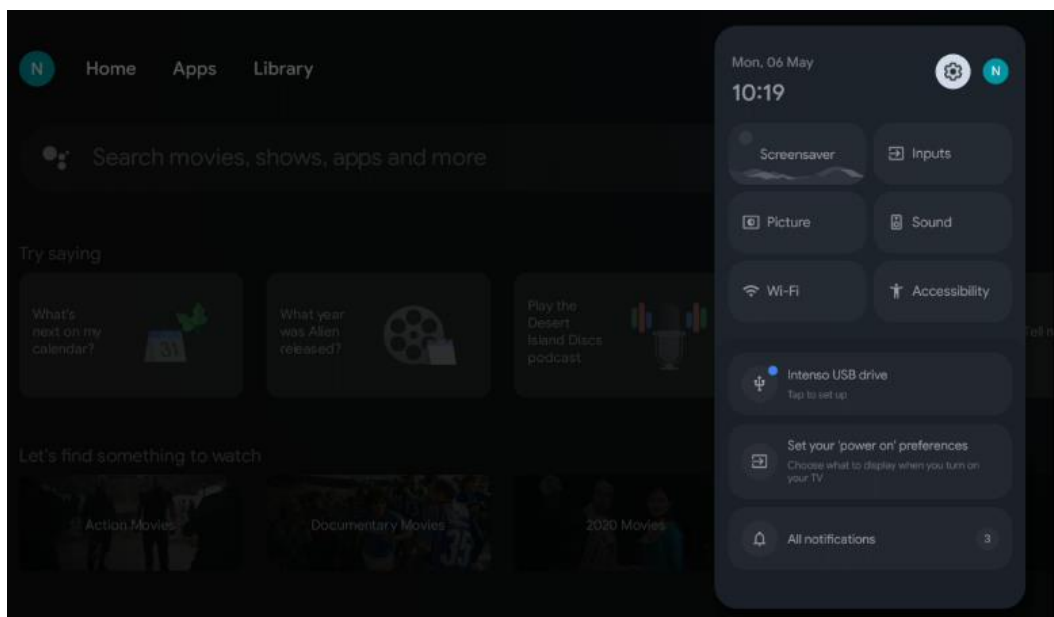 N
Home
Apps
Library
Search movies, shows, apps and more
Try saying
What's
next on my
calendar?
31
What year
was Alien
released?
Play the
Desert
Island Discs
podcast
Tell
Let's find something to watch
Action Movies
Documentary Movies
35
2020 Movies
Mon, 06 May
10:19
N
Screensaver
Inputs
Picture
Sound
Wi-Fi
Accessibility
Intenso USB drive
Tap to set up
Set your 'power on' preferences
Choose what to display when you turn on
your TV
All notifications
3